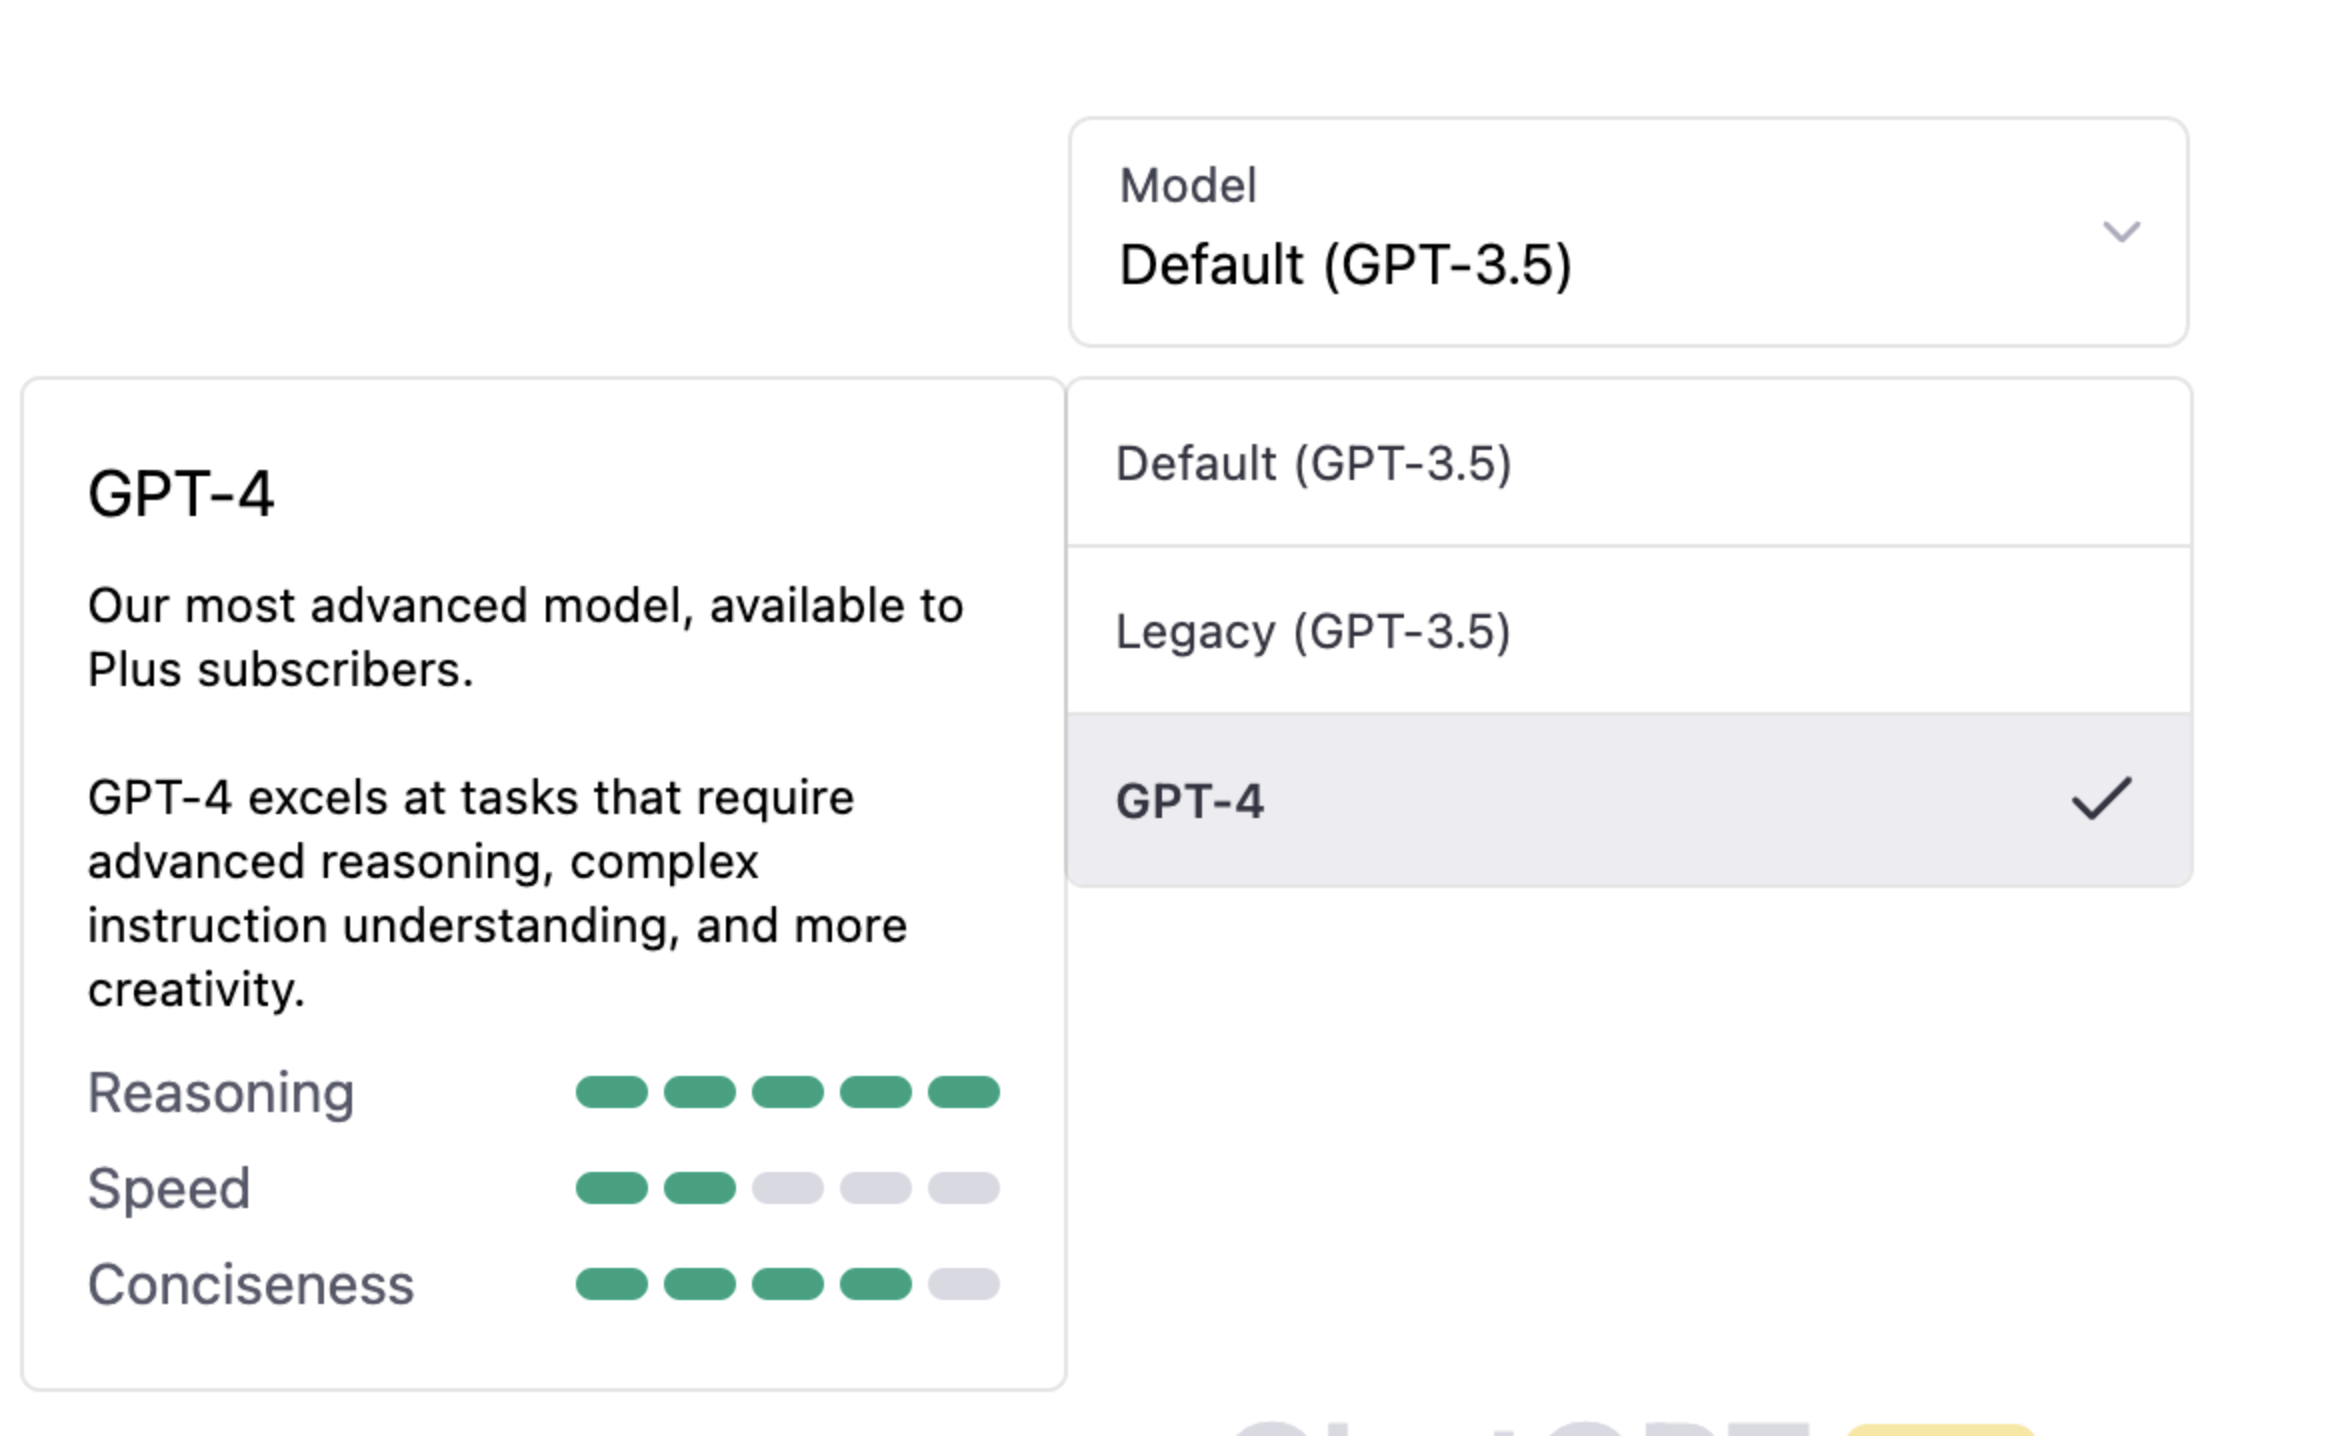 Model
Default (GPT-3.5)
GPT-4
Our most advanced model, available to
Plus subscribers.
GPT-4 excels at tasks that require
advanced reasoning, complex
instruction understanding, and more
creativity.
Reasoning
Speed
Conciseness
Default (GPT-3.5)
Legacy (GPT-3.5)
GPT-4